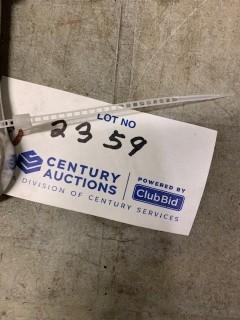 LOT NO
2359
CENTURY
AUCTIONS
DIVISION OF CENTURY SERVICES
POWERED BY
ClubBid